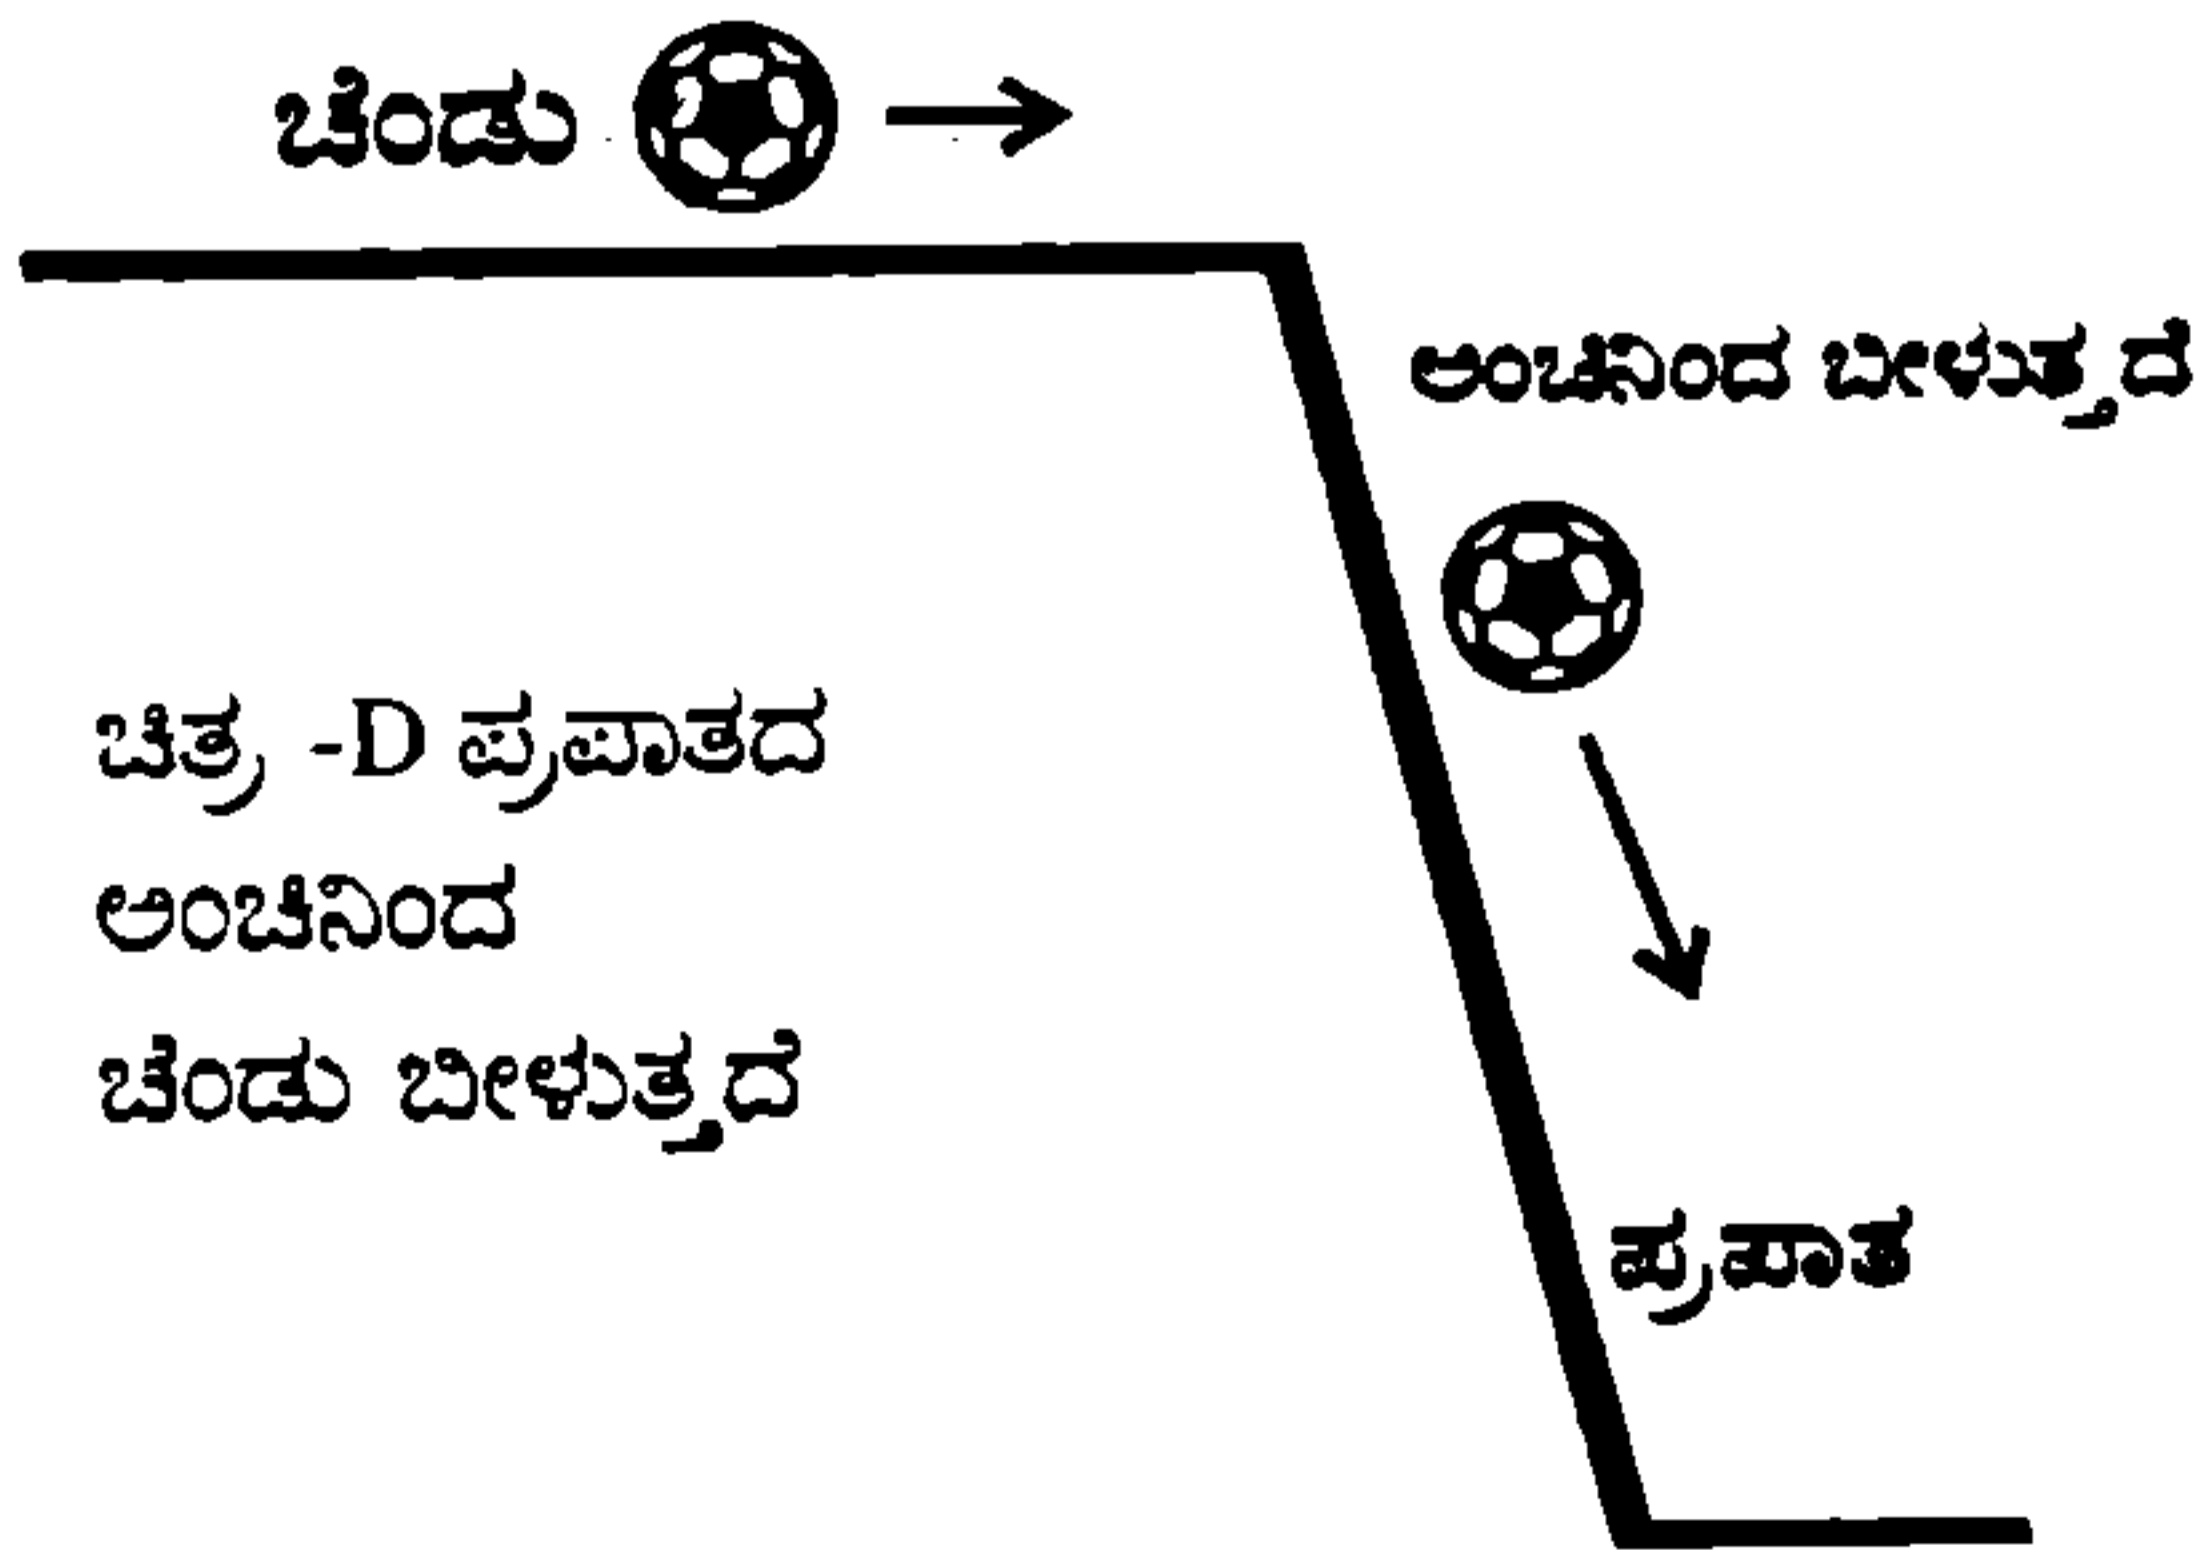 ಚೆಂಡು
ಅಂಚಿನಿಂದ ಬೀಳುತ್ತದೆ
ಚಿತ್ರ -D ಪ್ರಪಾತದ
ಅಂಚಿನಿಂದ
ಚೆಂಡು ಬೀಳುತ್ತದೆ
ಪ್ರಪಾತ